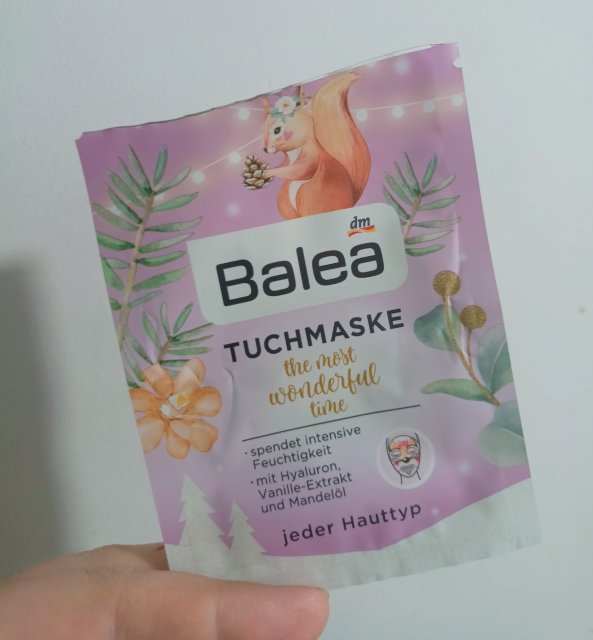 dm
Balea
TUCHMASKE
the most
wonderful
time
· spendet intensive
Feuchtigkeit
· mit Hyaluron,
Vanille-Extrakt
und Mandelöl
jeder Hauttyp